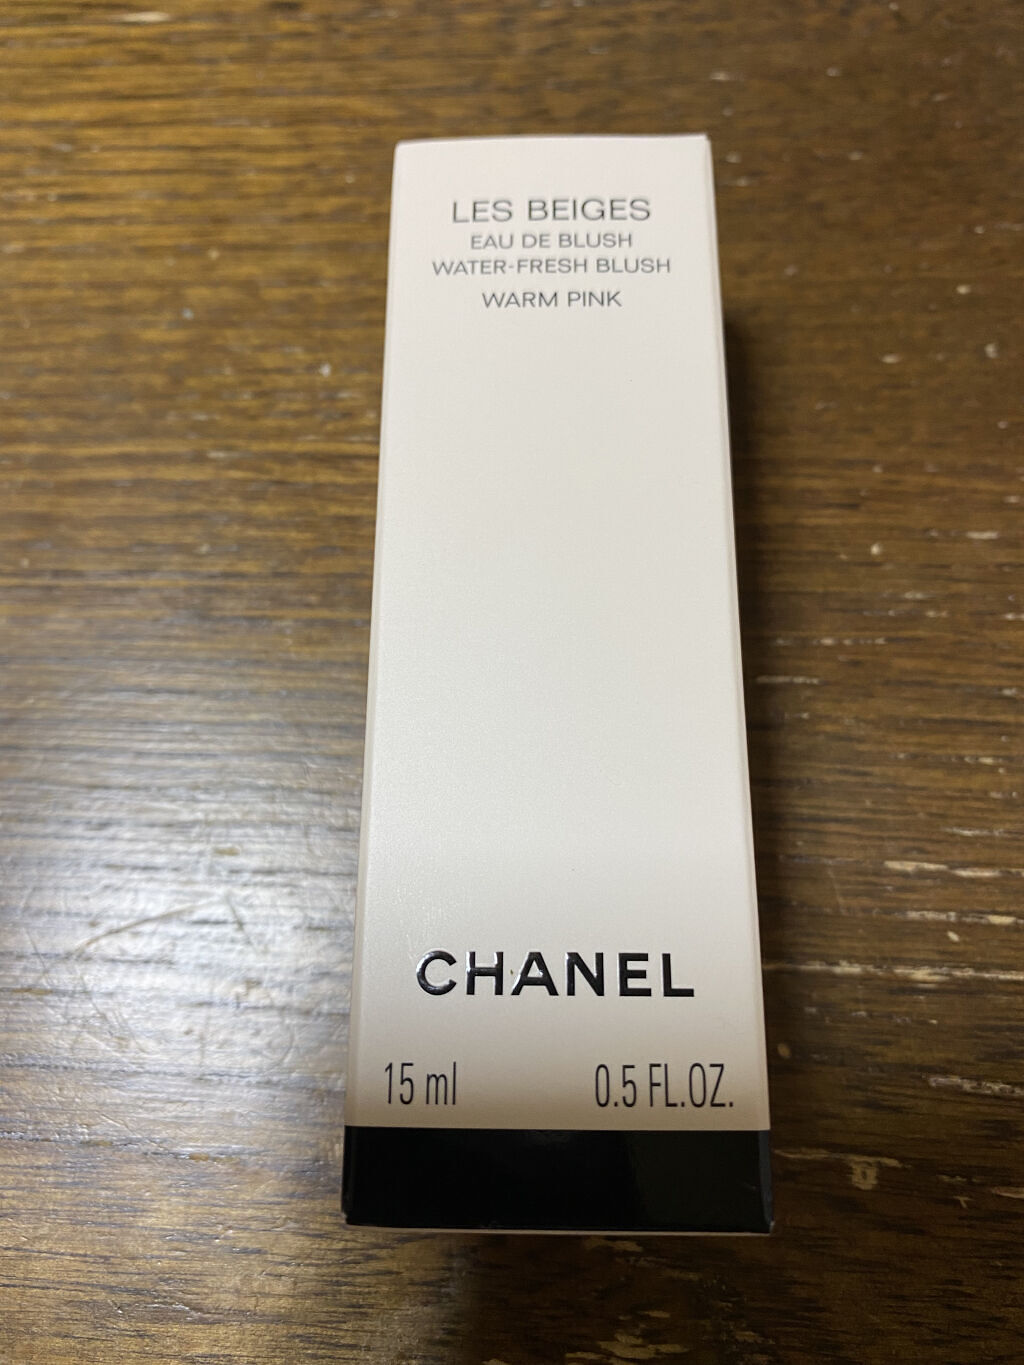 LES BEIGES
EAU DE BLUSH
WATER-FRESH BLUSH
WARM PINK
CHANEL
15 ml 0.5 FL.OZ.